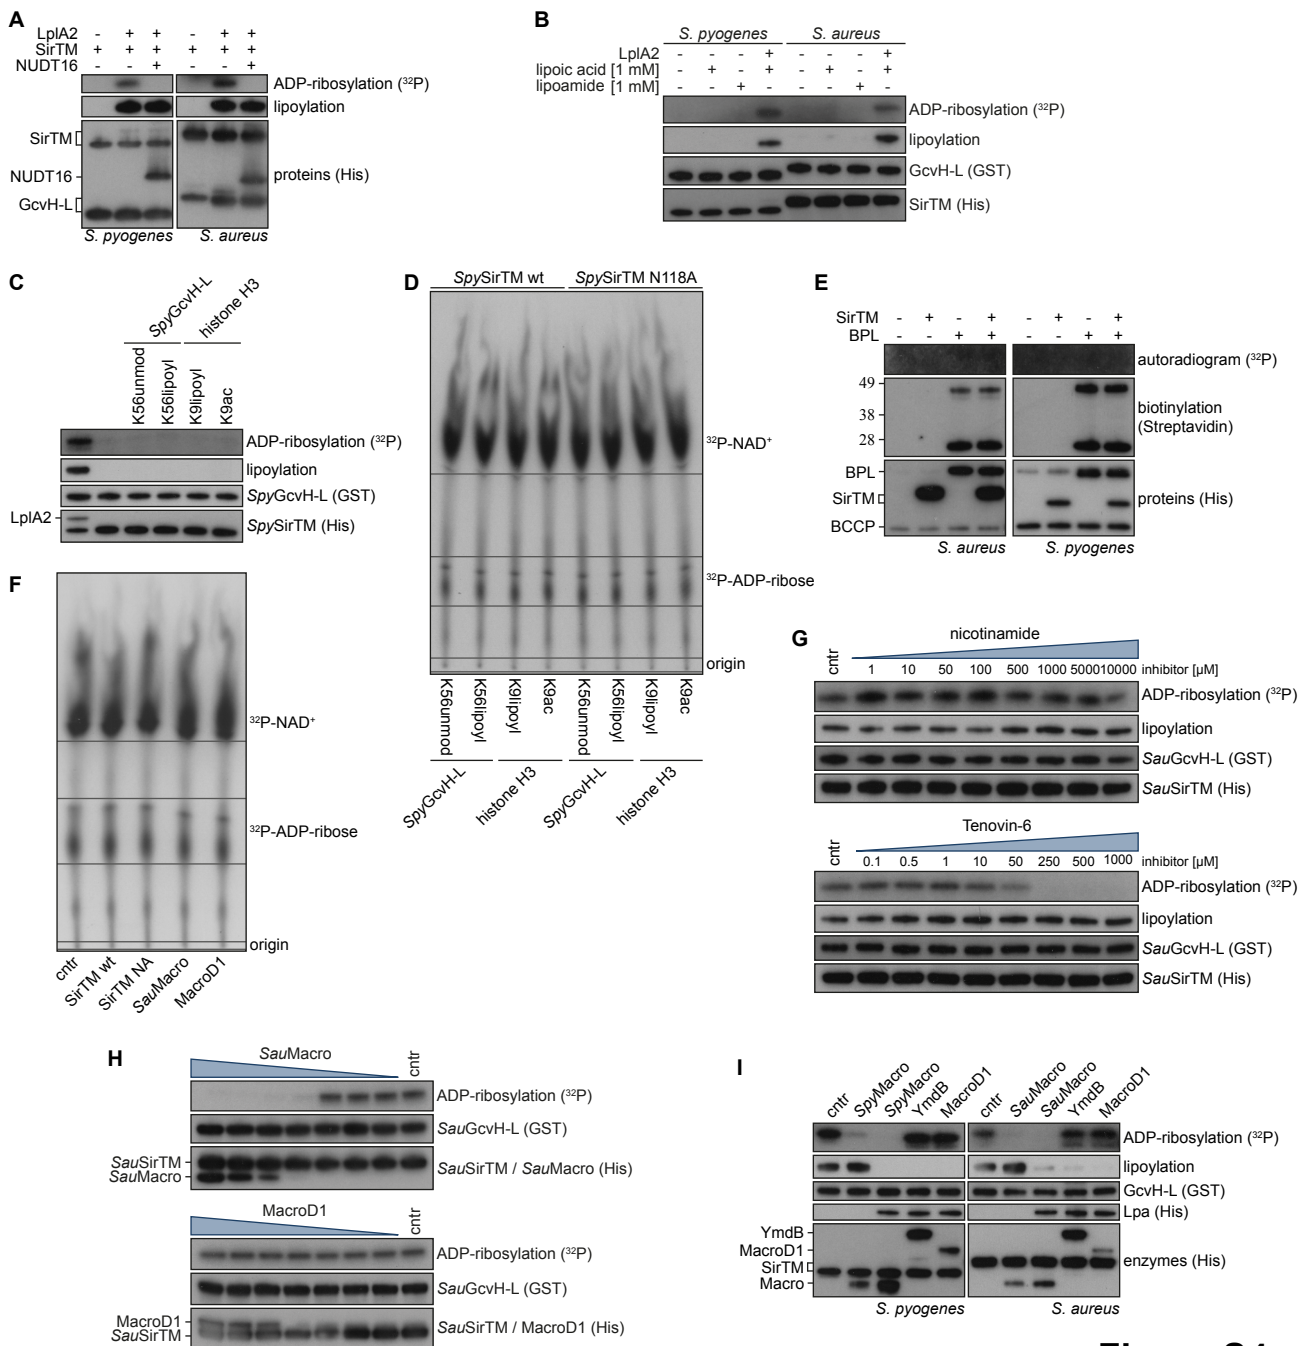 A
LplA2 - + + - + +
SirTM + + + + + +
NUDT16 + +
ADP-ribosylation (32P)
lipoylation
SirTM
NUDT16
GcvH-L
proteins (His)
S. pyogenes S. aureus
B
S. pyogenes S. aureus
LplA2 - - - + - - - +
lipoic acid [1 mM] - + - + - + - +
lipoamide [1 mM] - - + - - - + -
ADP-ribosylation (32P)
lipoylation
GcvH-L (GST)
SirTM (His)
C
SpyGcvH-L histone H3
K56unmod K56lipoyl K9lipoyl K9ac
ADP-ribosylation (32P)
lipoylation
SpyGcvH-L (GST)
LplA2
SpySirTM (His)
D
SpySirTM wt SpySirTM N118A
32P-NAD+
32P-ADP-ribose
origin
K56unmod K56lipoyl K9lipoyl K9ac K56unmod K56lipoyl K9lipoyl K9ac
SpyGcvH-L histone H3 SpyGcvH-L histone H3
E
SirTM - + - + - + - +
BPL - - + + - - + +
autoradiogram (32P)
49
38
28
biotinylation
(Streptavidin)
BPL
SirTM
BCCP
proteins (His)
S. aureus S. pyogenes
F
32P-NAD+
32P-ADP-ribose
origin
cntr SirTM wt SirTM NA SauMacro MacroD1
G
nicotinamide
cntr 1 10 50 100 500 1000 5000 10000 inhibitor [µM]
ADP-ribosylation (32P)
lipoylation
SauGcvH-L (GST)
SauSirTM (His)
Tenovin-6
cntr 0.1 0.5 1 10 50 250 500 1000 inhibitor [µM]
ADP-ribosylation (32P)
lipoylation
SauGcvH-L (GST)
SauSirTM (His)
H
SauMacro cntr
ADP-ribosylation (32P)
SauGcvH-L (GST)
SauSirTM
SauMacro
SauSirTM / SauMacro (His)
MacroD1 cntr
ADP-ribosylation (32P)
SauGcvH-L (GST)
MacroD1
SauSirTM
SauSirTM / MacroD1 (His)
I
cntr SpyMacro SpyMacro YmdB MacroD1 cntr SauMacro SauMacro YmdB MacroD1
ADP-ribosylation (32P)
lipoylation
GcvH-L (GST)
Lpa (His)
YmdB
MacroD1
SirTM
Macro
enzymes (His)
S. pyogenes S. aureus